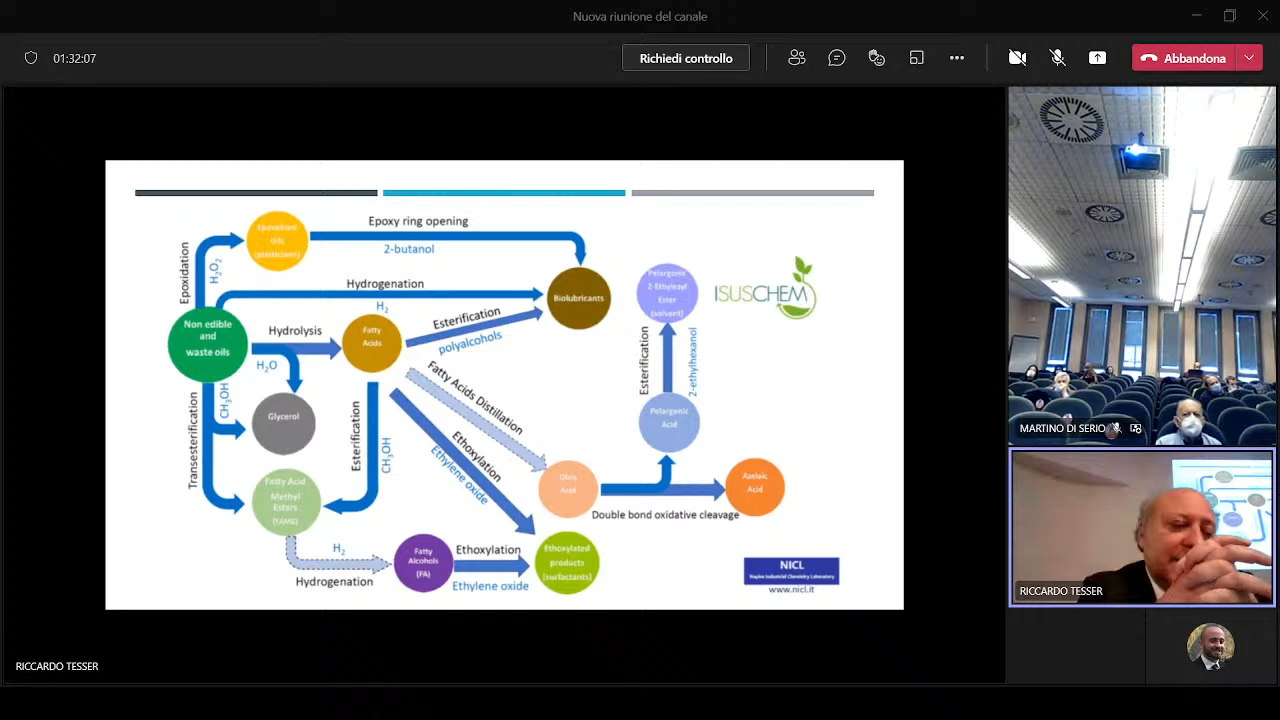 Nuova riunione del canale
01:32:07
Richiedi controllo
Abbandona
Epoxidized
Oils
(plasticizers)
Epoxy ring opening
2-butanol
Epoxidation
H2O2
Hydrogenation
H2
Biolubricants
Pelargonic
2-Ethylesyl
Ester
(solvent)
ISUSCHEM
Non edible
and
waste oils
Hydrolysis
H2O
Fatty
Acids
Esterification
polyalcohols
Esterification
2-ethylhexanol
Transesterification
CH3OH
Glycerol
Esterification
CH3OH
Fatty Acids Distillation
Ethoxylation
Ethylene oxide
Pelargonic
Acid
Fatty Acid
Methyl
Esters
(FAME)
Oleic
Acid
Azelaic
Acid
Double bond oxidative cleavage
H2
Hydrogenation
Fatty
Alcohols
(FA)
Ethoxylation
Ethylene oxide
Ethoxylated
products
(surfactants)
NICL
Naples Industrial Chemistry Laboratory
www.nicl.it
MARTINO DI SERIO
RICCARDO TESSER
RICCARDO TESSER